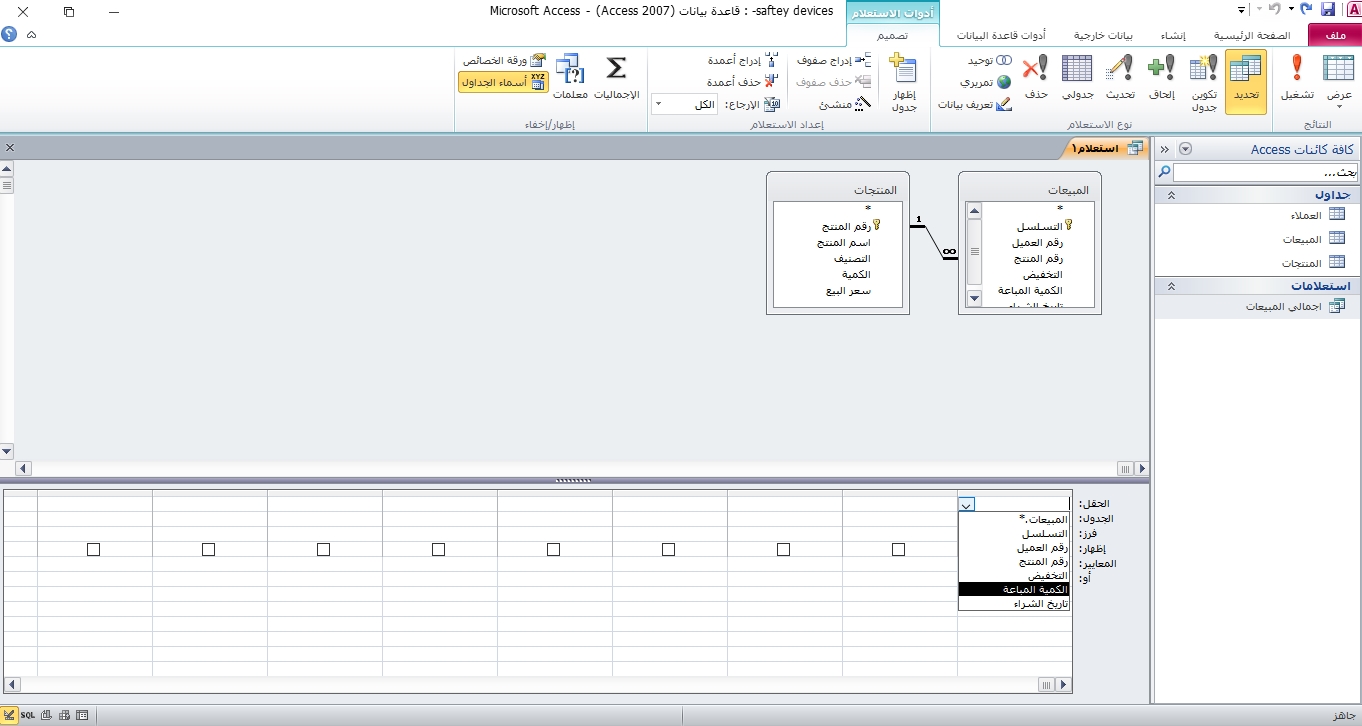 saftey devices- : قاعدة بيانات (Access 2007) - Microsoft Access
أدوات الاستعلام
ملف
الصفحة الرئيسية
إنشاء
بيانات خارجية
أدوات قاعدة البيانات
تصميم
عرض
تشغيل
النتائج
تحديد
تكوين جدول
إلحاق
تحديث
جدولي
حذف
توحيد
تمريري
تعريف بيانات
نوع الاستعلام
إظهار جدول
إدراج صفوف
حذف صفوف
منشئ
إدراج أعمدة
حذف أعمدة
الإرجاع: الكل
إعداد الاستعلام
الإجماليات
معلمات
ورقة الخصائص
أسماء الجداول
إظهار/إخفاء
كافة كائنات Access
بحث...
جداول
العملاء
المبيعات
المنتجات
استعلامات
اجمالي المبيعات
استعلام١
المبيعات
*
التسلسل
رقم العميل
رقم المنتج
التخفيض
الكمية المباعة
تاريخ الشراء
1
∞
المنتجات
*
رقم المنتج
اسم المنتج
التصنيف
الكمية
سعر البيع
الحقل:
الجدول:
فرز:
إظهار:
المعايير:
أو:
المبيعات.*
التسلسل
رقم العميل
رقم المنتج
التخفيض
الكمية المباعة
تاريخ الشراء
جاهز
SQL